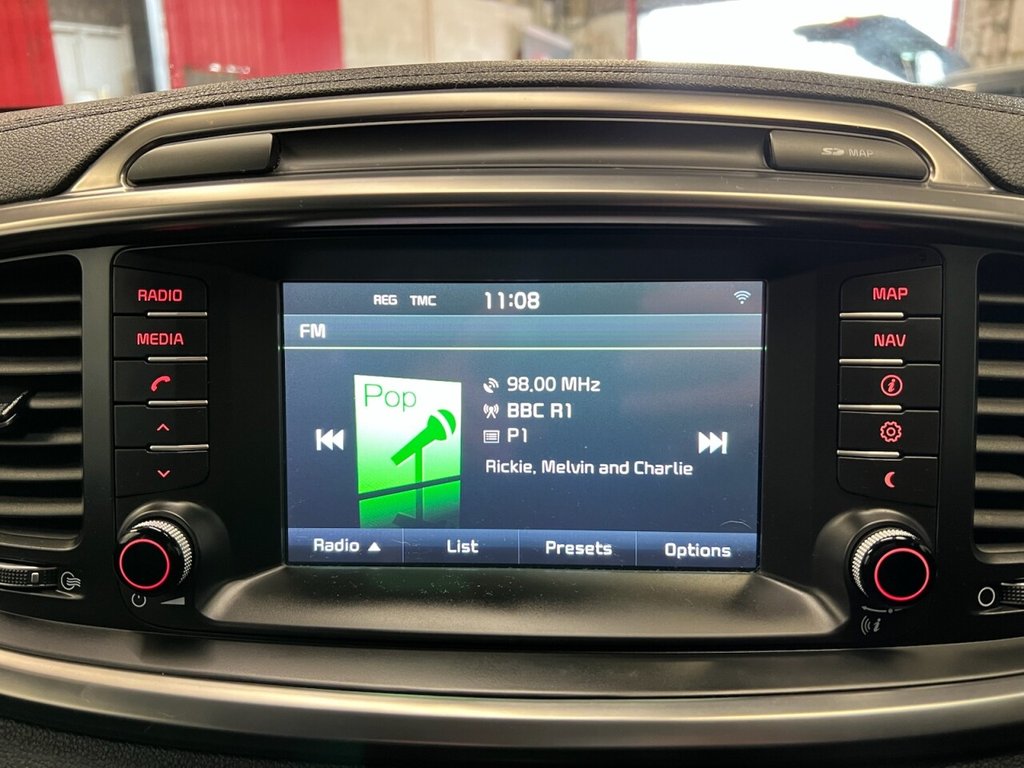 SD MAP
RADIO
MEDIA
REG TMC 11:08
FM
Pop
98.00 MHz
BBC R1
P1
Rickie, Melvin and Charlie
Radio List Presets Options
MAP
NAV